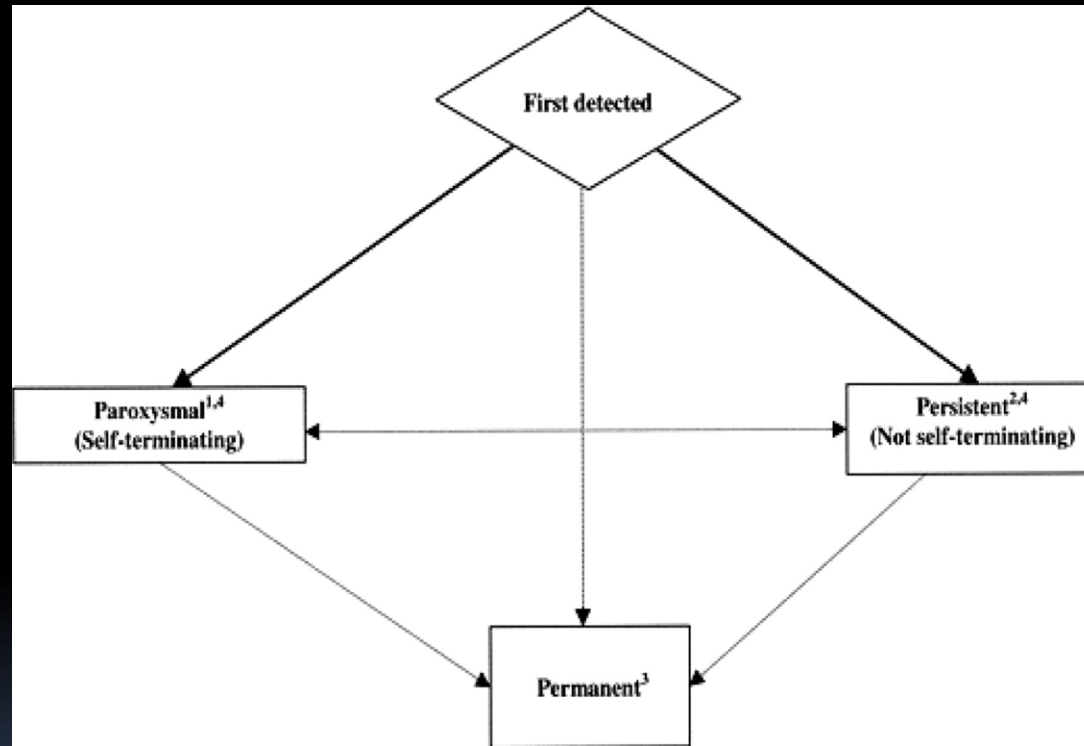 First detected
Paroxysmal1,4
(Self-terminating)
Persistent2,4
(Not self-terminating)
Permanent3